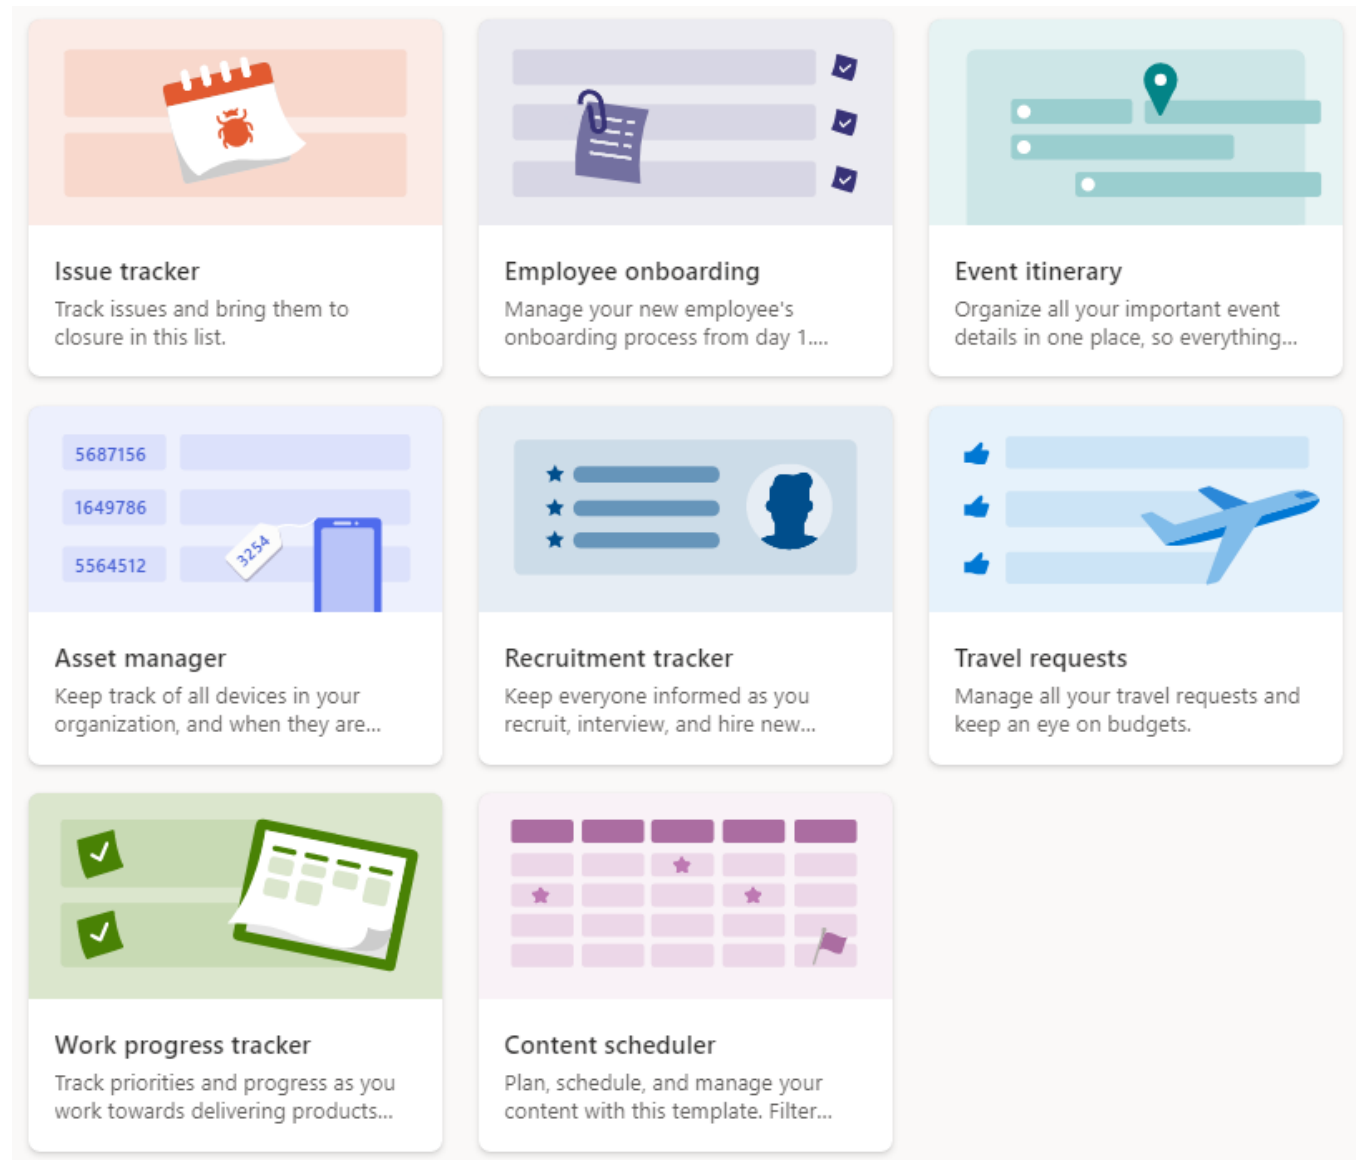 Issue tracker
Track issues and bring them to
closure in this list.
Employee onboarding
Manage your new employee's
onboarding process from day 1....
Event itinerary
Organize all your important event
details in one place, so everything...
5687156
1649786
5564512
3254
Asset manager
Keep track of all devices in your
organization, and when they are...
Recruitment tracker
Keep everyone informed as you
recruit, interview, and hire new...
Travel requests
Manage all your travel requests and
keep an eye on budgets.
Work progress tracker
Track priorities and progress as you
work towards delivering products...
Content scheduler
Plan, schedule, and manage your
content with this template. Filter...